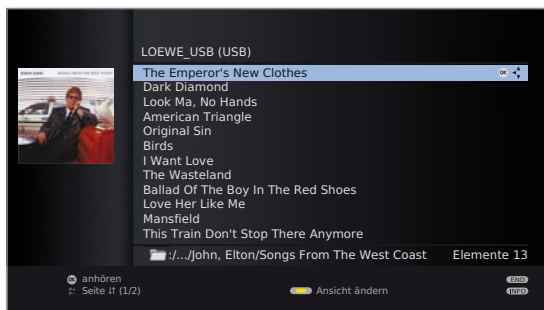 LOEWE_USB (USB)
The Emperor's New Clothes
OK
Dark Diamond
Look Ma, No Hands
American Triangle
Original Sin
Birds
I Want Love
The Wasteland
Ballad Of The Boy In The Red Shoes
Love Her Like Me
Mansfield
This Train Don't Stop There Anymore
:/.../John, Elton/Songs From The West Coast Elemente 13
OK anhören
END
Seite ↓↑ (1/2)
Ansicht ändern
INFO